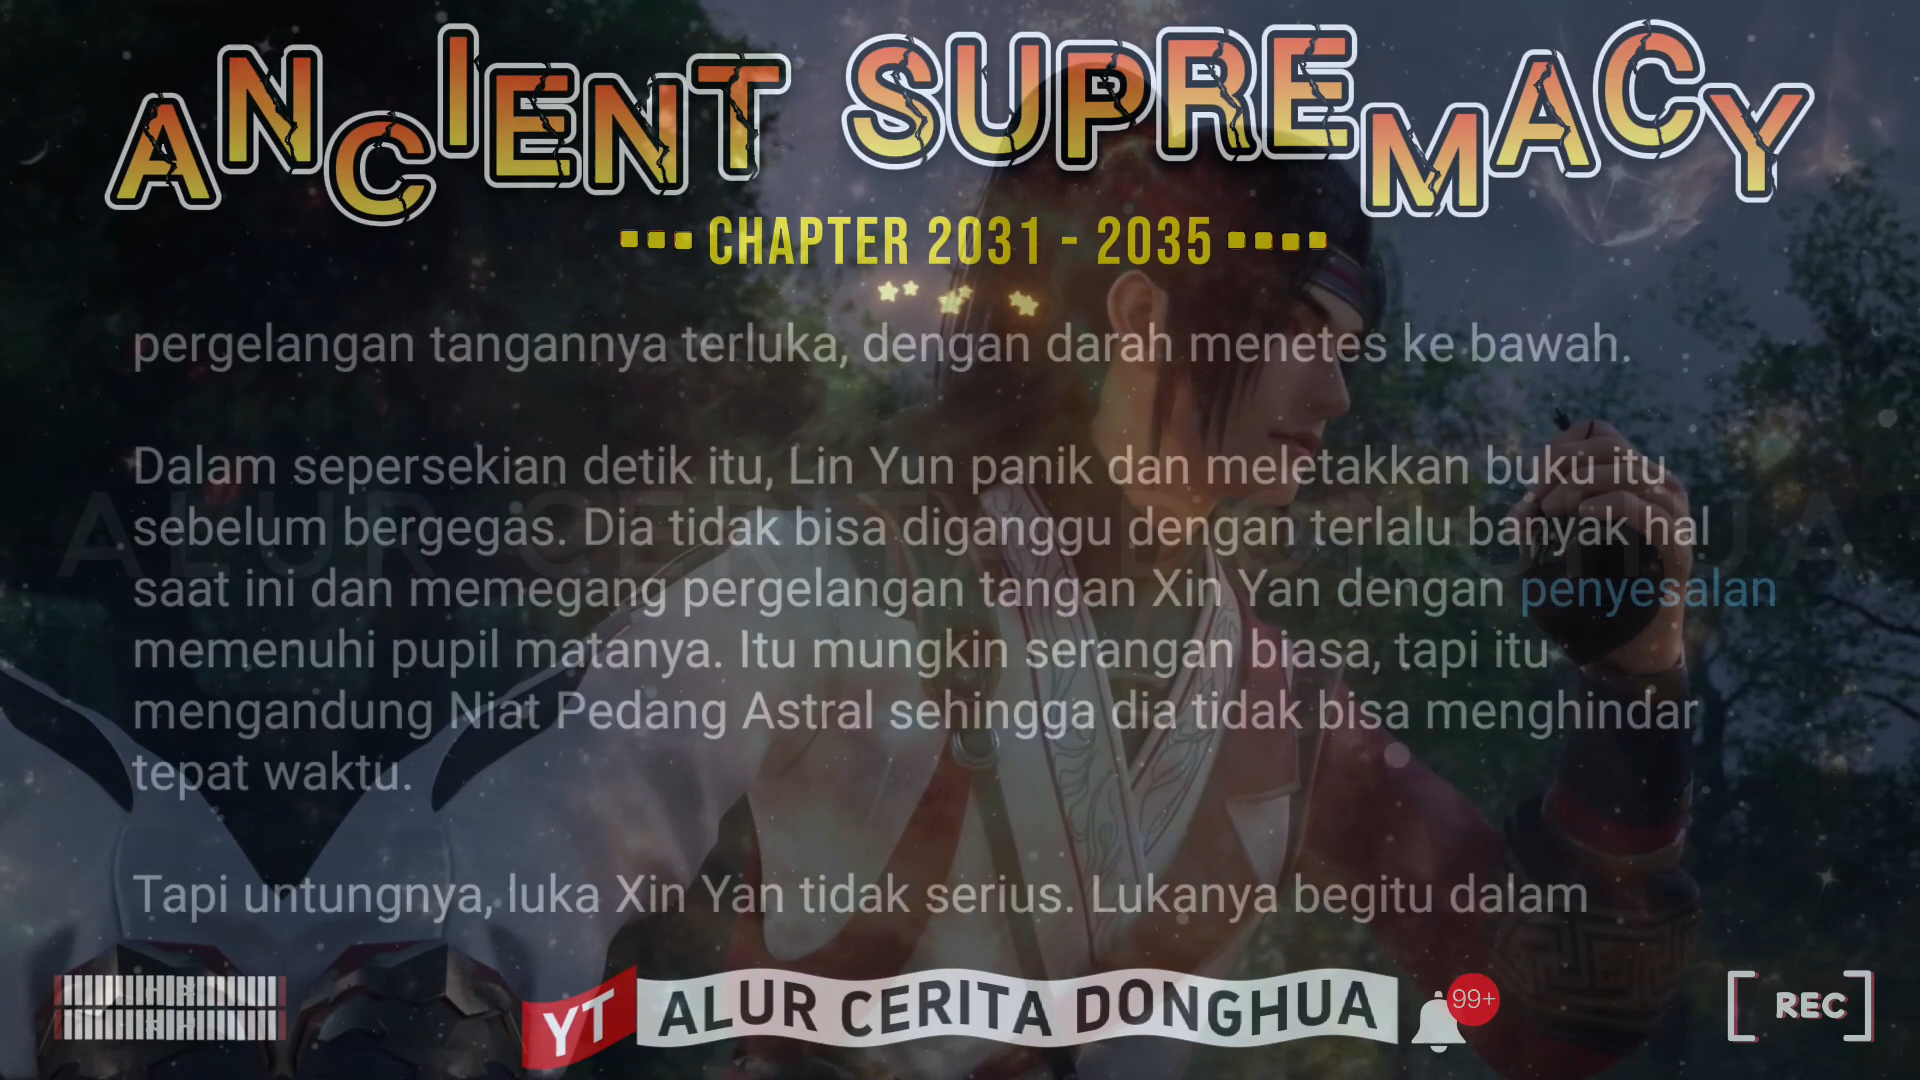 ANCIENT SUPREMACY
CHAPTER 2031 - 2035
pergelangan tangannya terluka, dengan darah menetes ke bawah.
Dalam sepersekian detik itu, Lin Yun panik dan meletakkan buku itu
sebelum bergegas. Dia tidak bisa diganggu dengan terlalu banyak hal
saat ini dan memegang pergelangan tangan Xin Yan dengan penyesalan
memenuhi pupil matanya. Itu mungkin serangan biasa, tapi itu
mengandung Niat Pedang Astral sehingga dia tidak bisa menghindar
tepat waktu.
Tapi untungnya, luka Xin Yan tidak serius. Lukanya begitu dalam
ALUR CERITA DONGHUA
YT ALUR CERITA DONGHUA 99+
REC